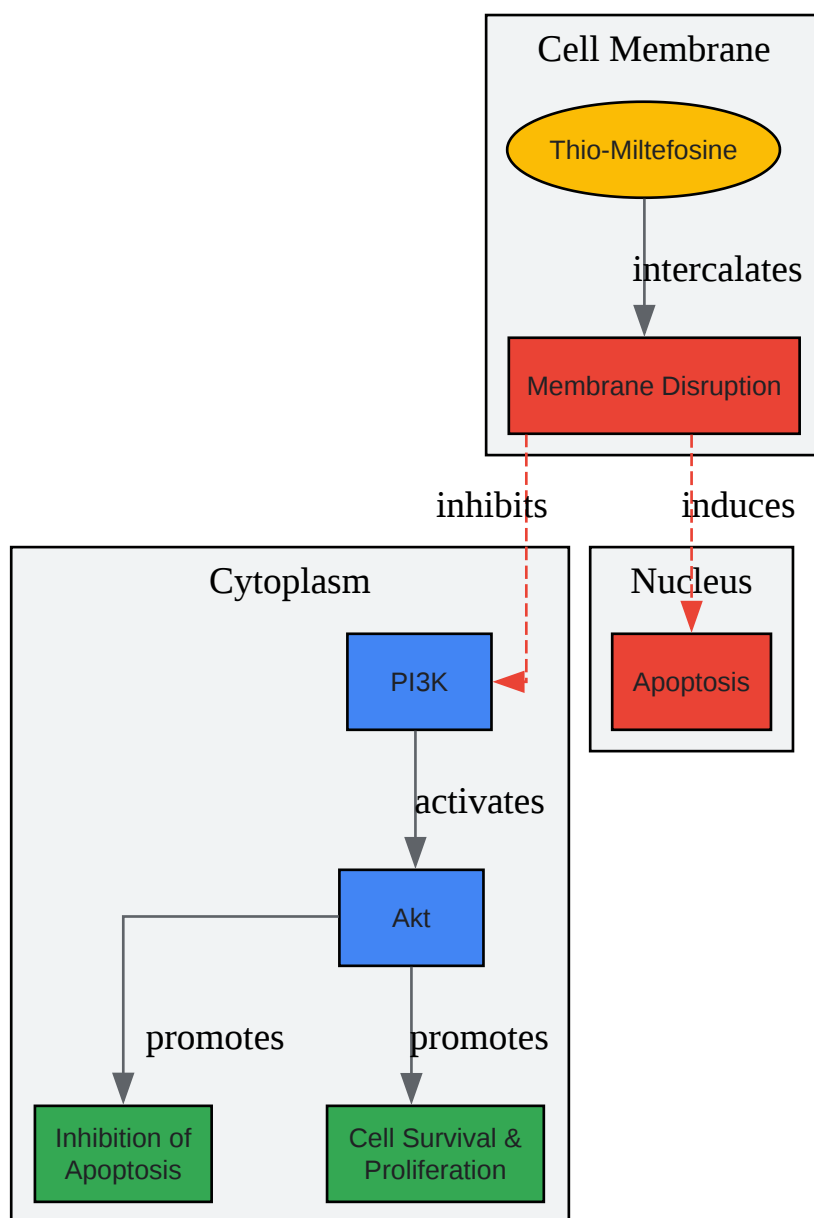 Cell Membrane
Thio-Miltefosine
intercalates
Membrane Disruption
inhibits
induces
Cytoplasm
Nucleus
PI3K
Apoptosis
activates
Akt
promotes
promotes
Inhibition of
Apoptosis
Cell Survival &
Proliferation